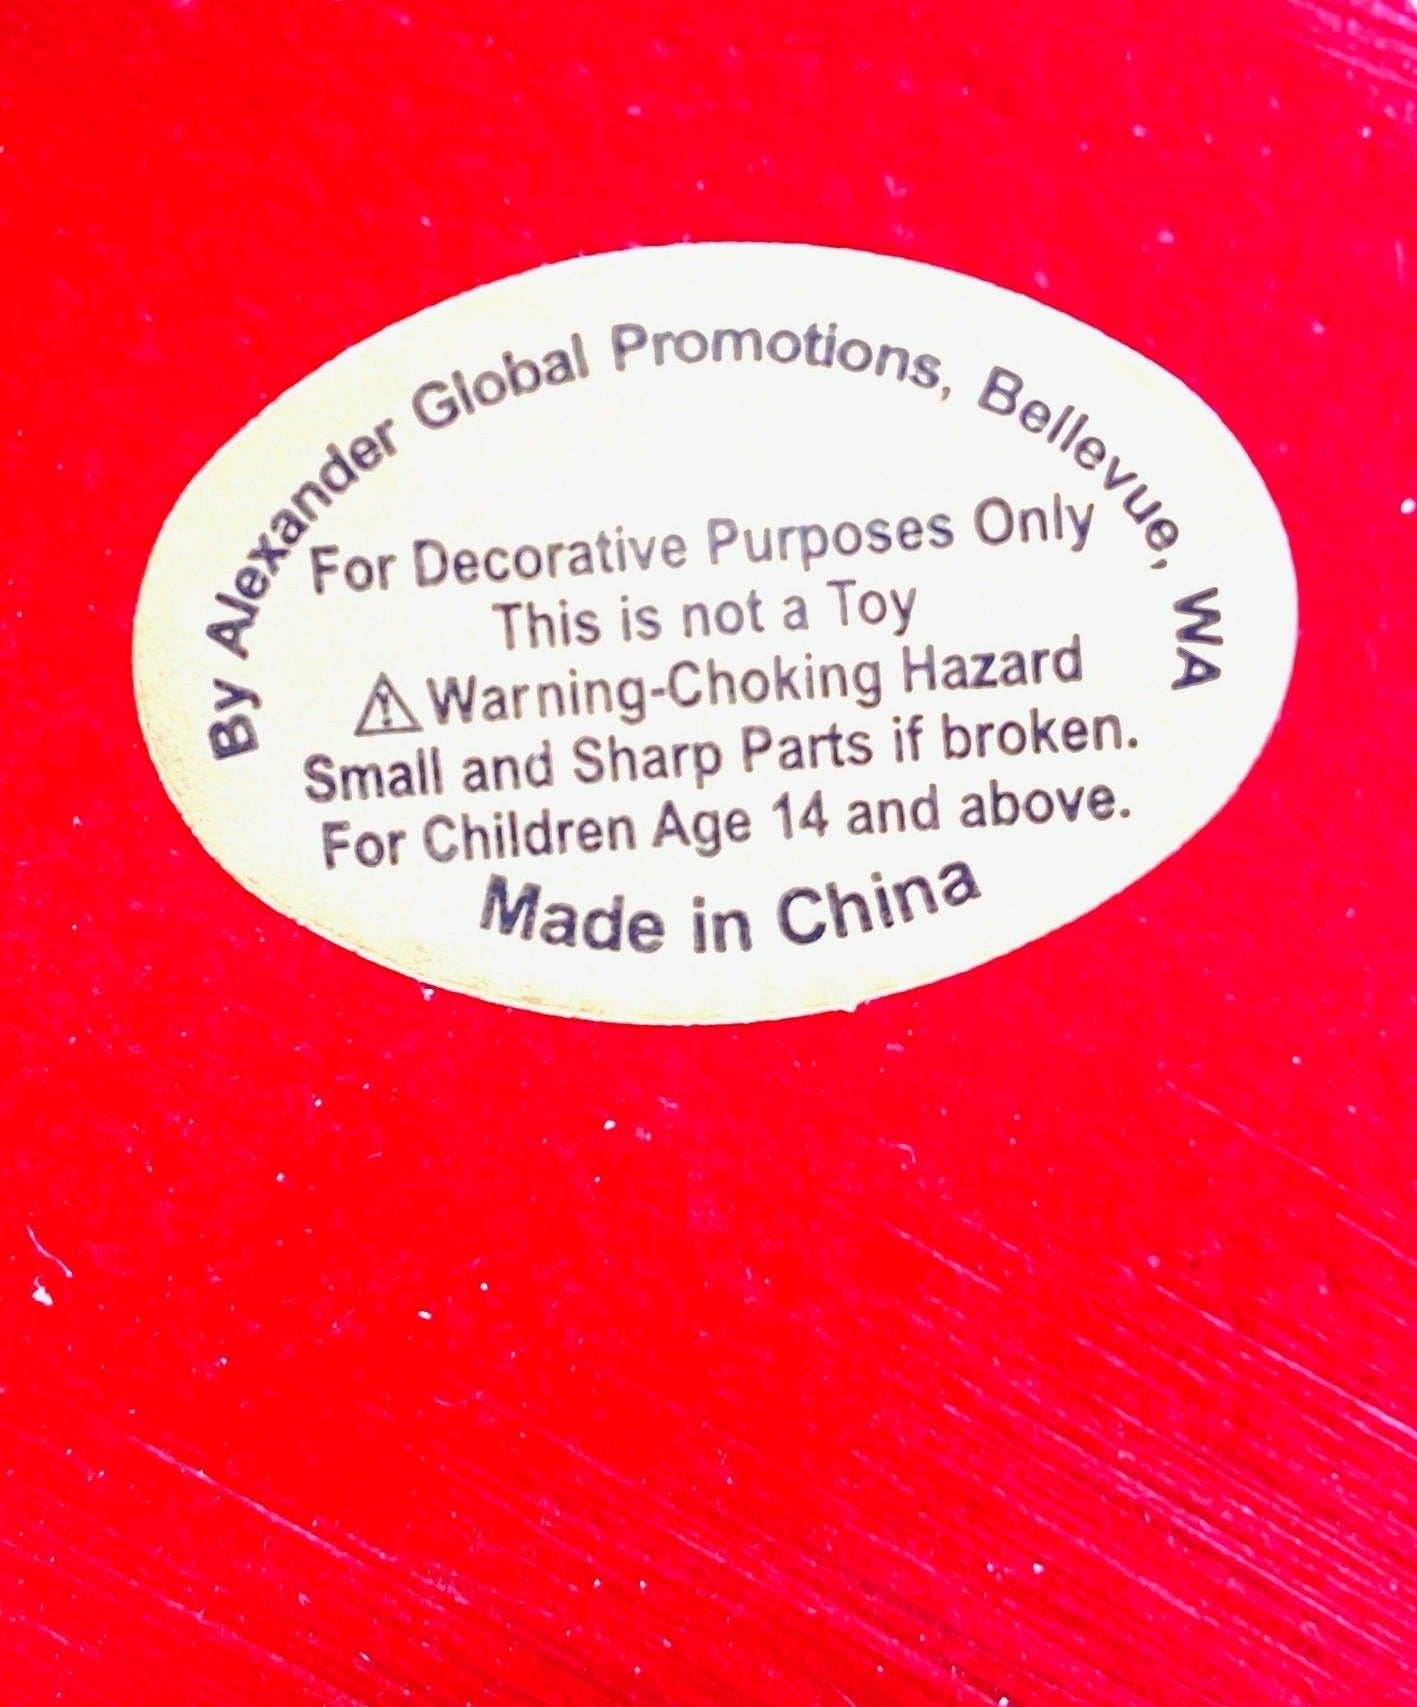 By Alexander Global Promotions, Bellevue, WA
For Decorative Purposes Only
This is not a Toy
⚠Warning-Choking Hazard
Small and Sharp Parts if broken.
For Children Age 14 and above.
Made in China